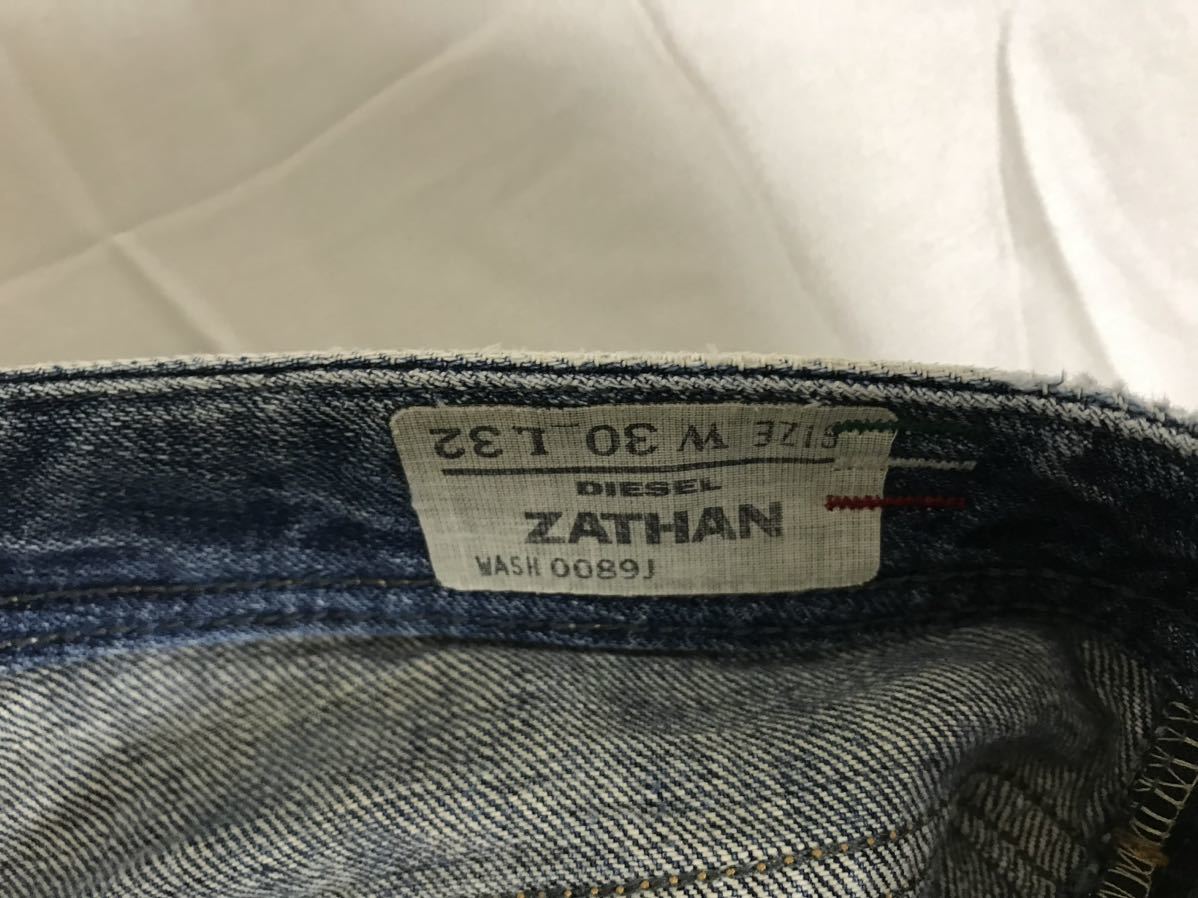 SIZE W 30 L 32
DIESEL
ZATHAN
WASH 0089J